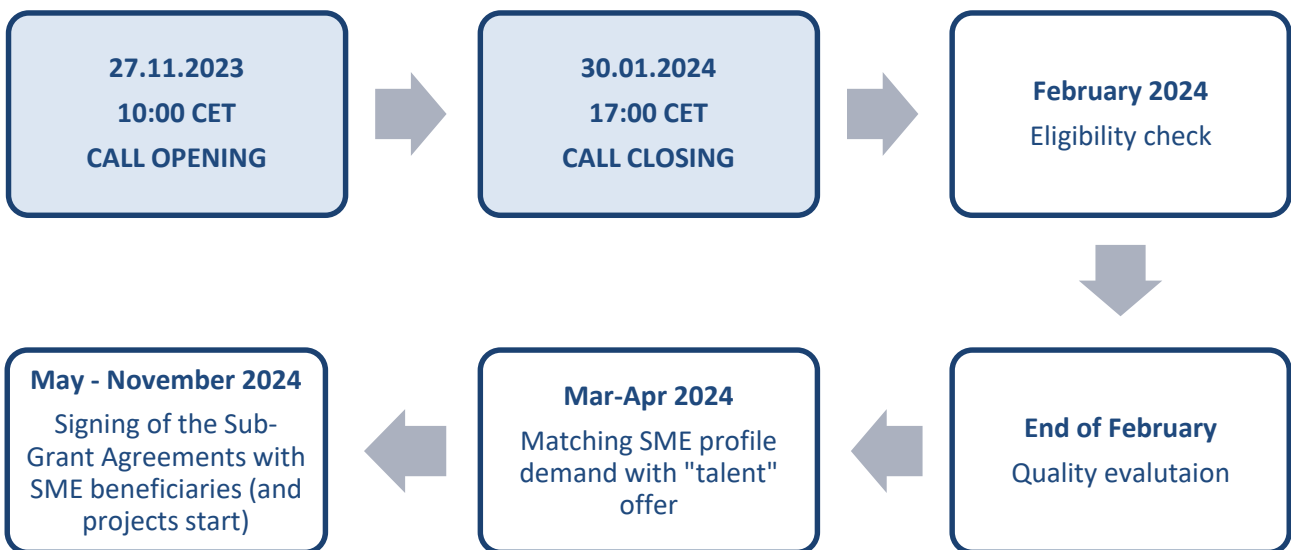 27.11.2023
10:00 CET
CALL OPENING
30.01.2024
17:00 CET
CALL CLOSING
February 2024
Eligibility check
End of February
Quality evalutaion
Mar-Apr 2024
Matching SME profile
demand with "talent"
offer
May - November 2024
Signing of the Sub-
Grant Agreements with
SME beneficiaries (and
projects start)